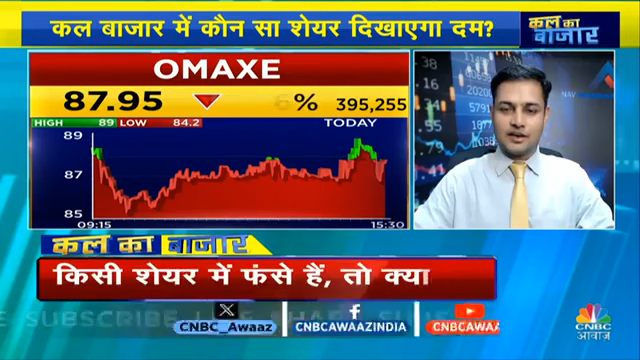 कल बाजार में कौन सा शेयर दिखाएगा दम?
कल का
बाजार
OMAXE
87.95
% 395,255
HIGH 89 LOW 84.2
TODAY
89
87
85
09:15
15:30
कल का बाजार
किसी शेयर में फंसे हैं, तो क्या
CNBC_Awaaz
CNBCAWAAZINDIA
CNBCAWAA
CNBC
आवाज़